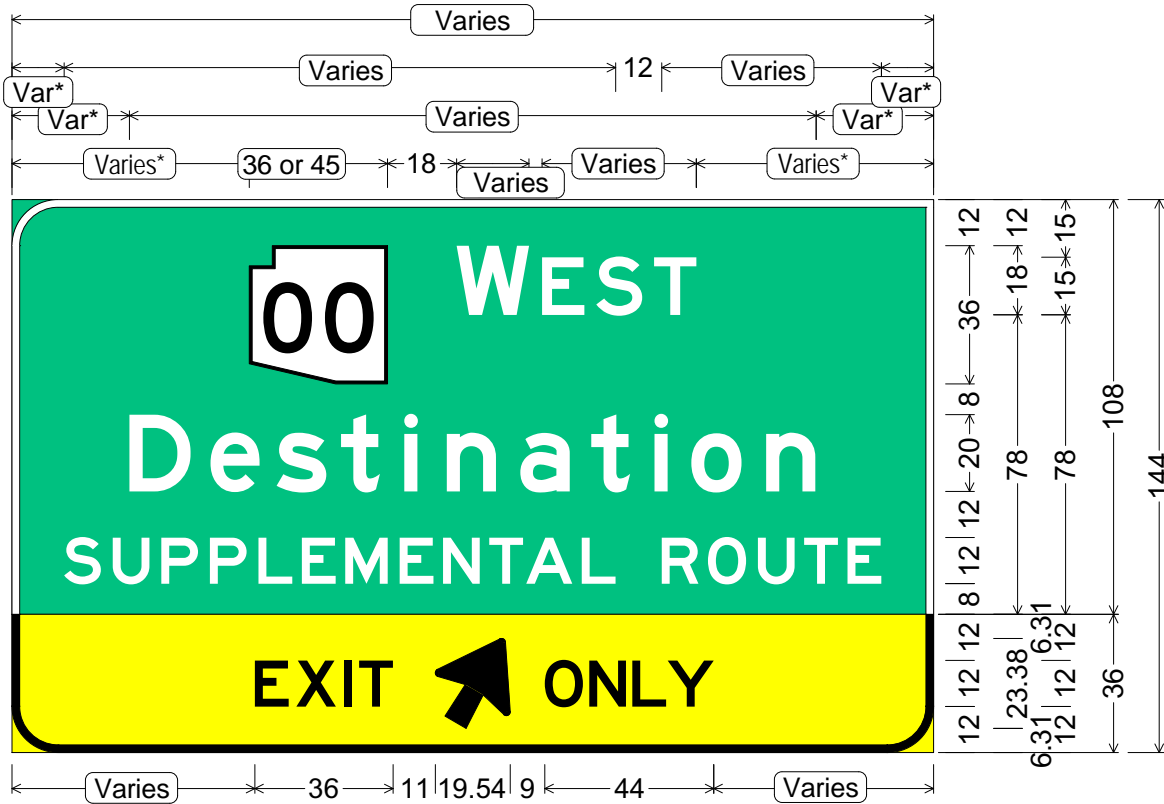 Varies
Varies 12 Varies
Var* Var*
Var* Varies Var*
Varies* 36 or 45 18 Varies Varies Varies*
12 12 15
00 WEST
36 18 15
8
Destination
20 78 78 108 144
12
SUPPLEMENTAL ROUTE
12
8
EXIT ONLY
12 6.31 12
12 23.38 12 36
12 6.31 12
Varies 36 11 19.54 9 44 Varies